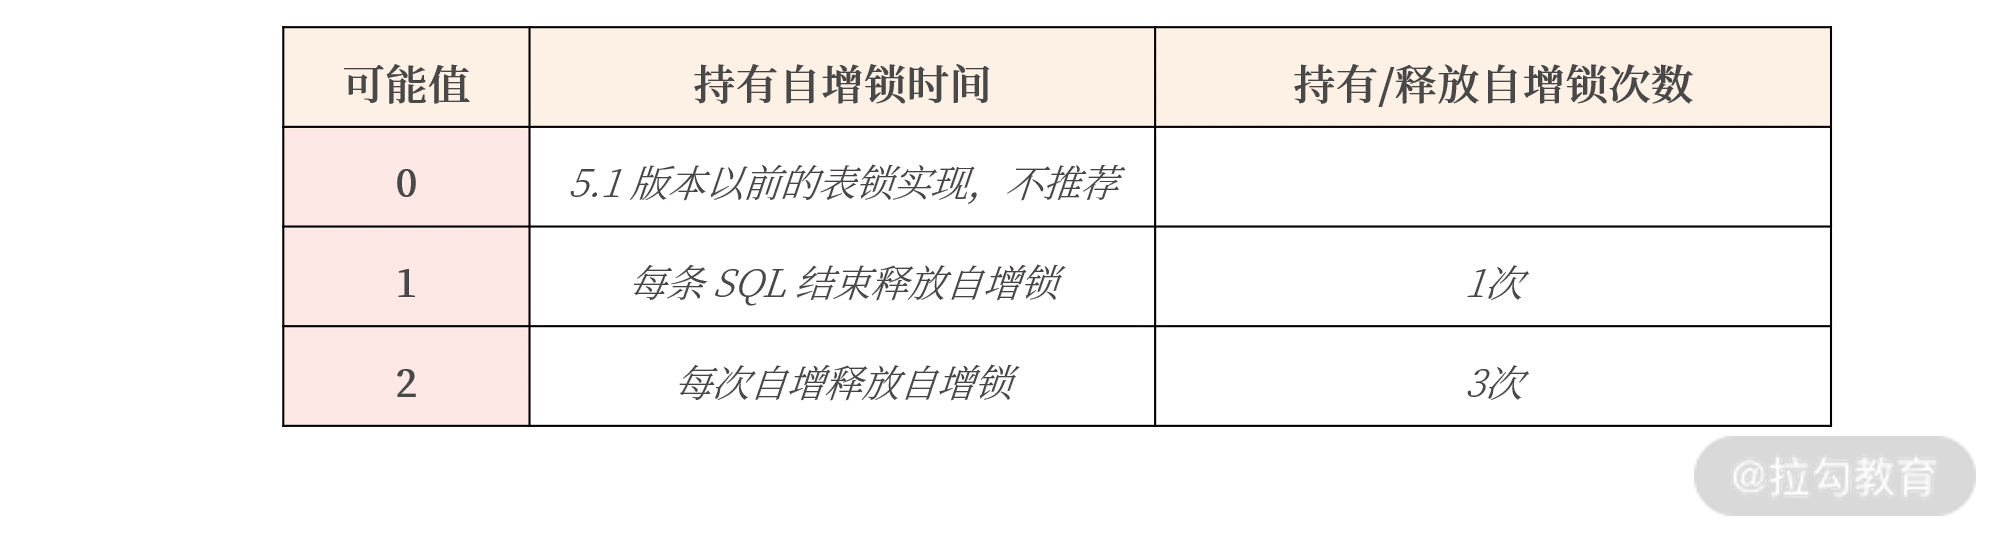 可能值 持有自增锁时间 持有/释放自增锁次数
0 5.1 版本以前的表锁实现，不推荐
1 每条 SQL 结束释放自增锁 1次
2 每次自增释放自增锁 3次
@拉勾教育